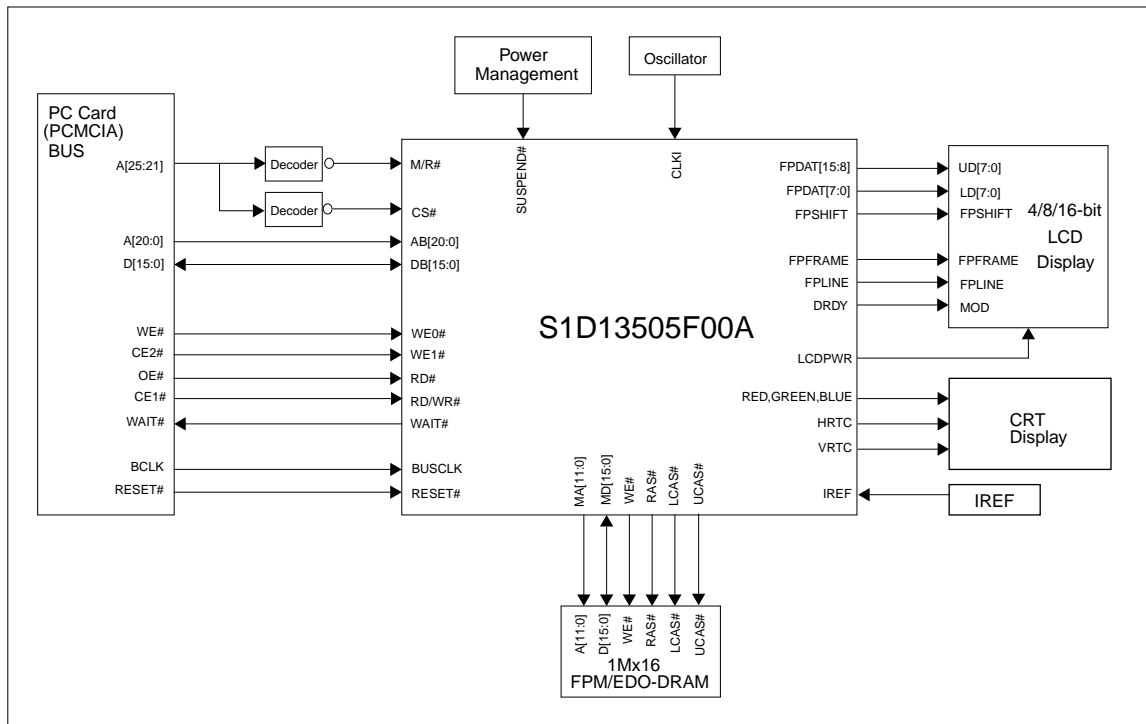 Power
Management
Oscillator
PC Card
(PCMCIA)
BUS
A[25:21]
Decoder
M/R#
Decoder
CS#
A[20:0]
AB[20:0]
D[15:0]
DB[15:0]
WE#
WE0#
CE2#
WE1#
OE#
RD#
CE1#
RD/WR#
WAIT#
WAIT#
BCLK
BUSCLK
RESET#
RESET#
SUSPEND#
CLKI
S1D13505F00A
FPDAT[15:8]
UD[7:0]
FPDAT[7:0]
LD[7:0]
FPSHIFT
FPSHIFT
4/8/16-bit
LCD
Display
FPFRAME
FPFRAME
FPLINE
FPLINE
DRDY
MOD
LCDPWR
RED,GREEN,BLUE
HRTC
VRTC
CRT
Display
IREF
IREF
MA[11:0]
MD[15:0]
WE#
RAS#
LCAS#
UCAS#
A[11:0]
D[15:0]
WE#
RAS#
LCAS#
UCAS#
1Mx16
FPM/EDO-DRAM